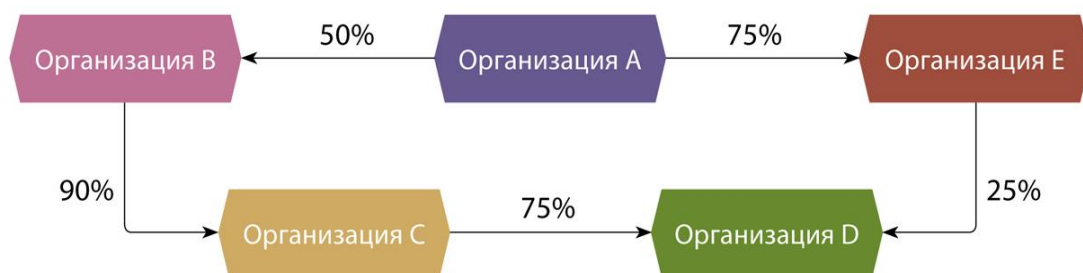 Организация B
50%
Организация A
75%
Организация E
90%
Организация C
75%
Организация D
25%